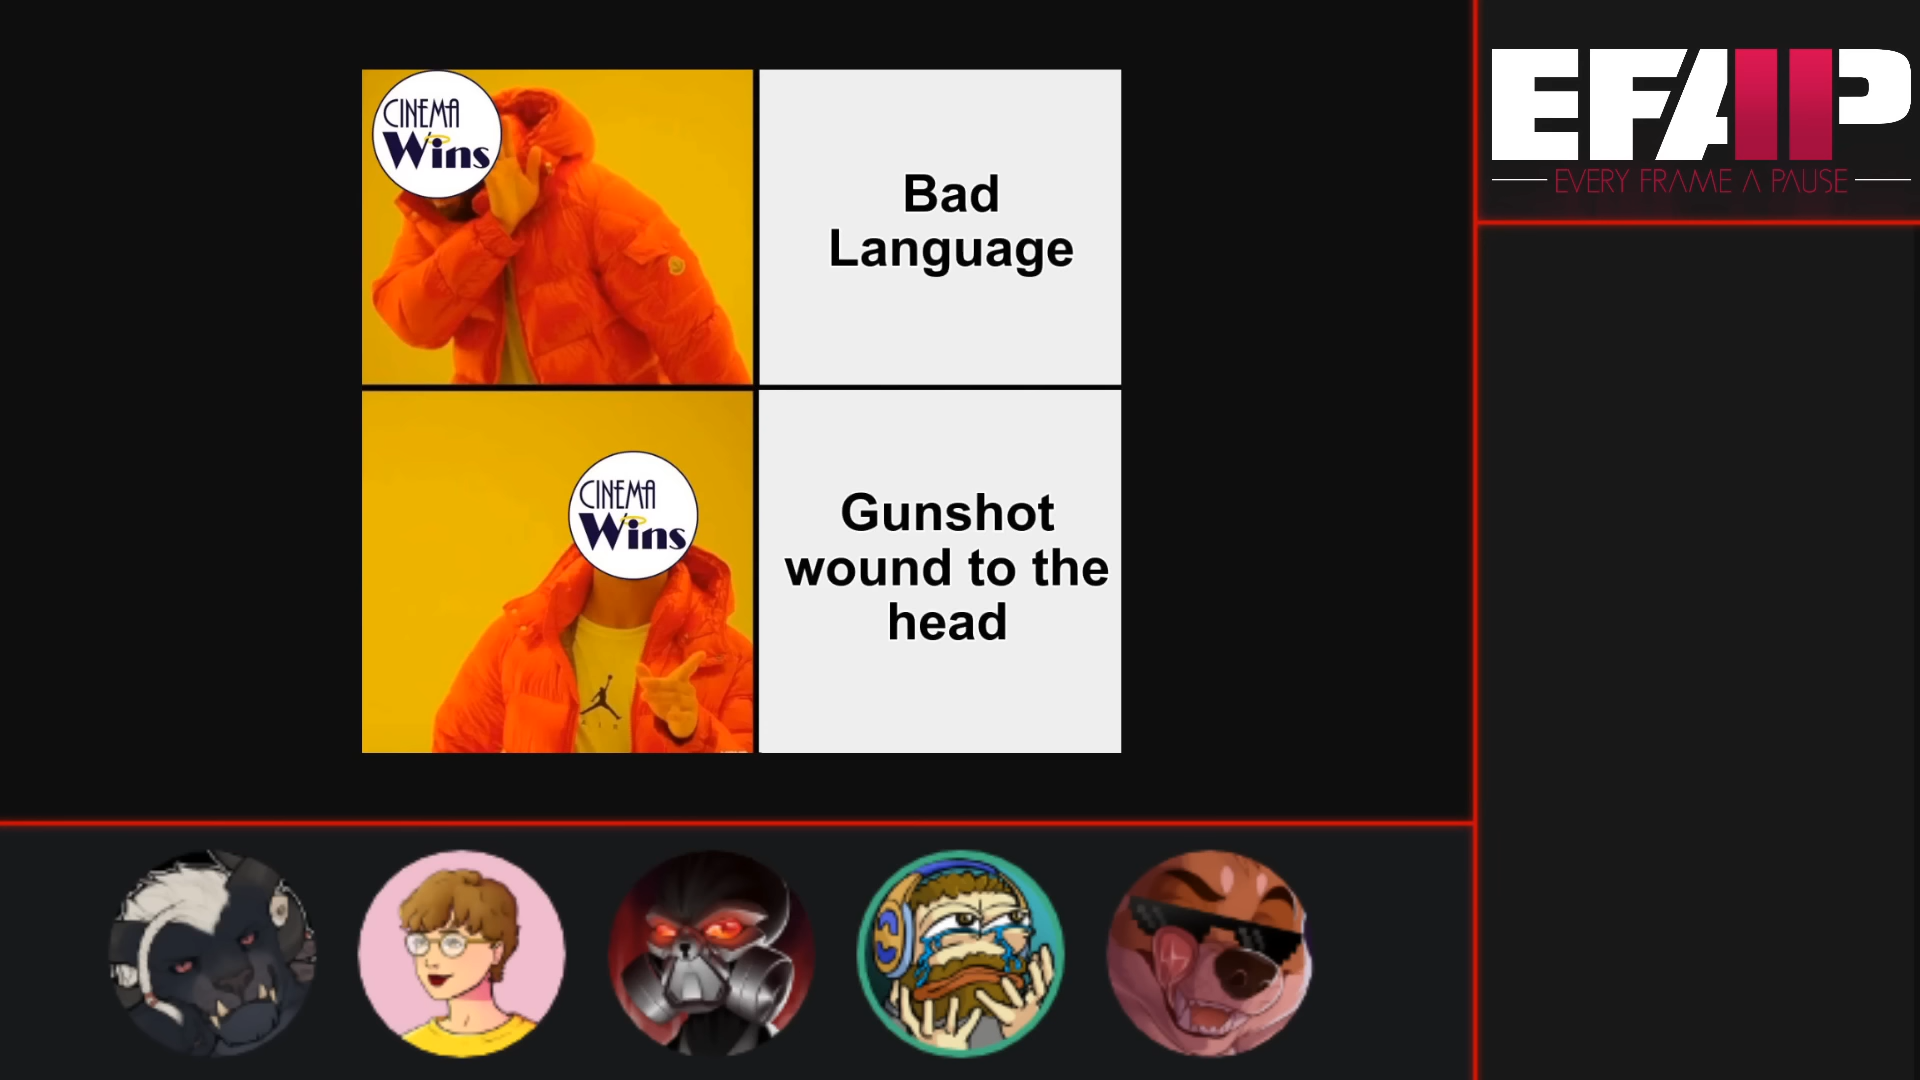 CINEMA
Wins
Bad
Language
CINEMA
Wins
Gunshot
wound to the
head
EFAP
EVERY FRAME A PAUSE